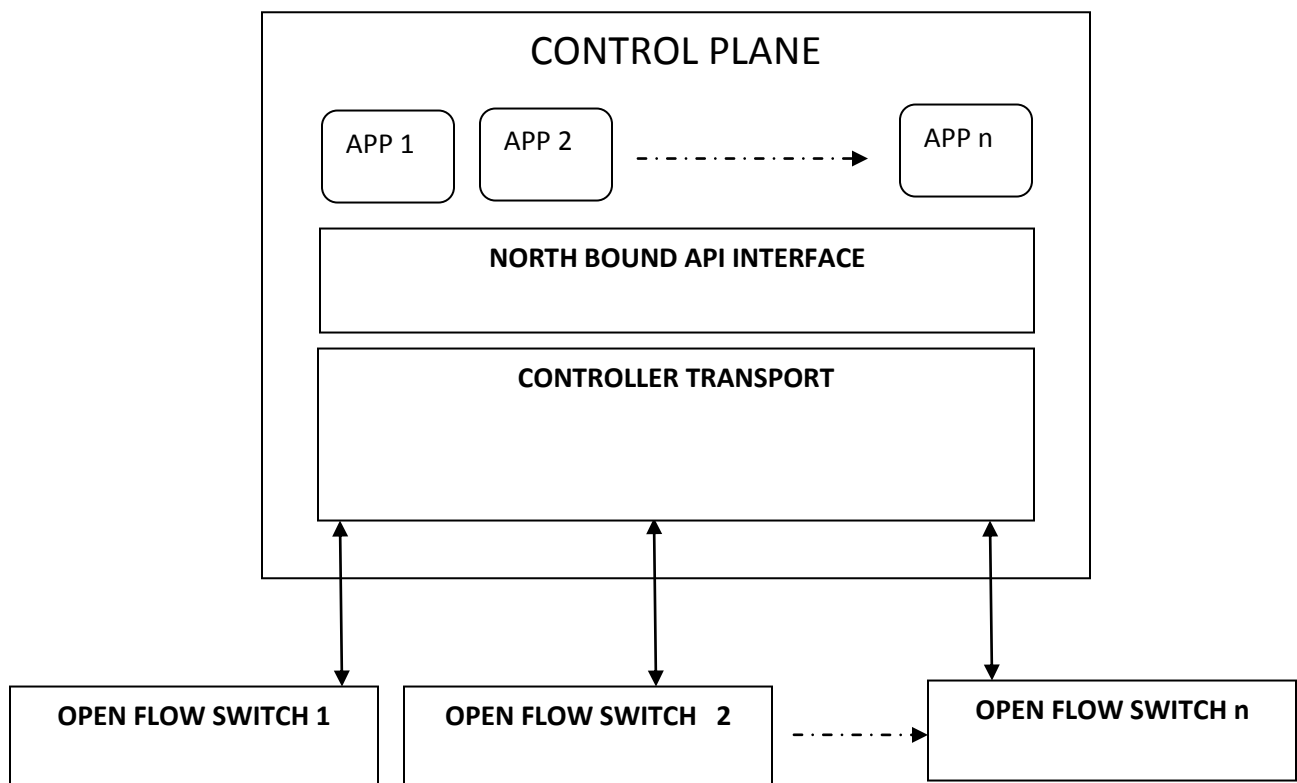 CONTROL PLANE
APP 1
APP 2
APP n
NORTH BOUND API INTERFACE
CONTROLLER TRANSPORT
OPEN FLOW SWITCH 1
OPEN FLOW SWITCH 2
OPEN FLOW SWITCH n